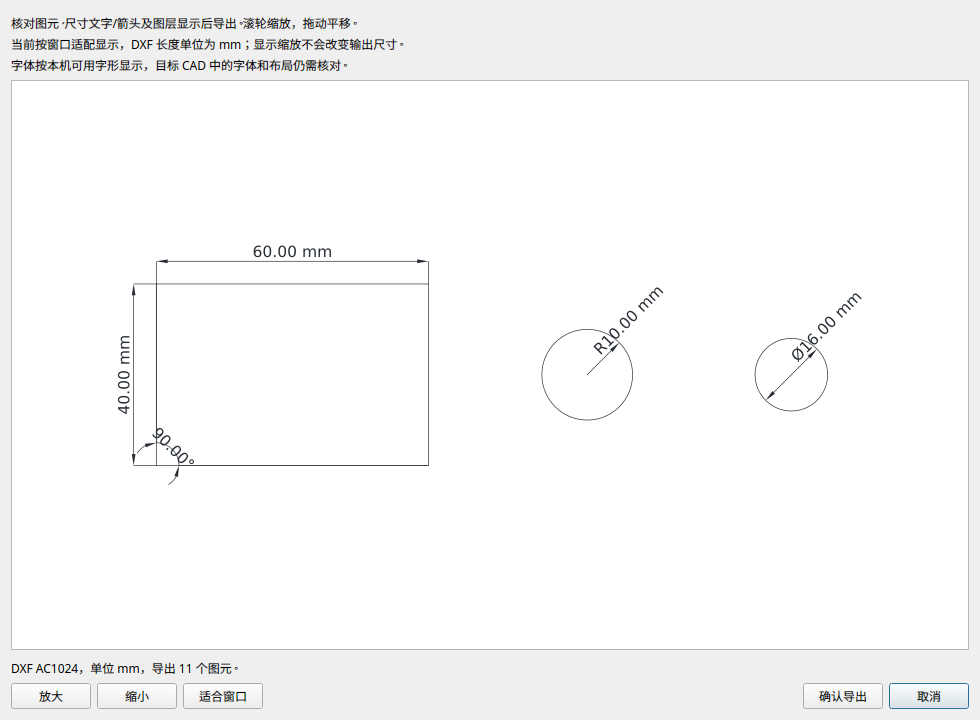 核对图元、尺寸文字/箭头及图层显示后导出。滚轮缩放，拖动平移。
当前按窗口适配显示，DXF 长度单位为 mm；显示缩放不会改变输出尺寸。
字体按本机可用字形显示，目标 CAD 中的字体和布局仍需核对。
60.00 mm
40.00 mm
90.00°
R10.00 mm
Ø16.00 mm
DXF AC1024，单位 mm，导出 11 个图元。
放大
缩小
适合窗口
确认导出
取消